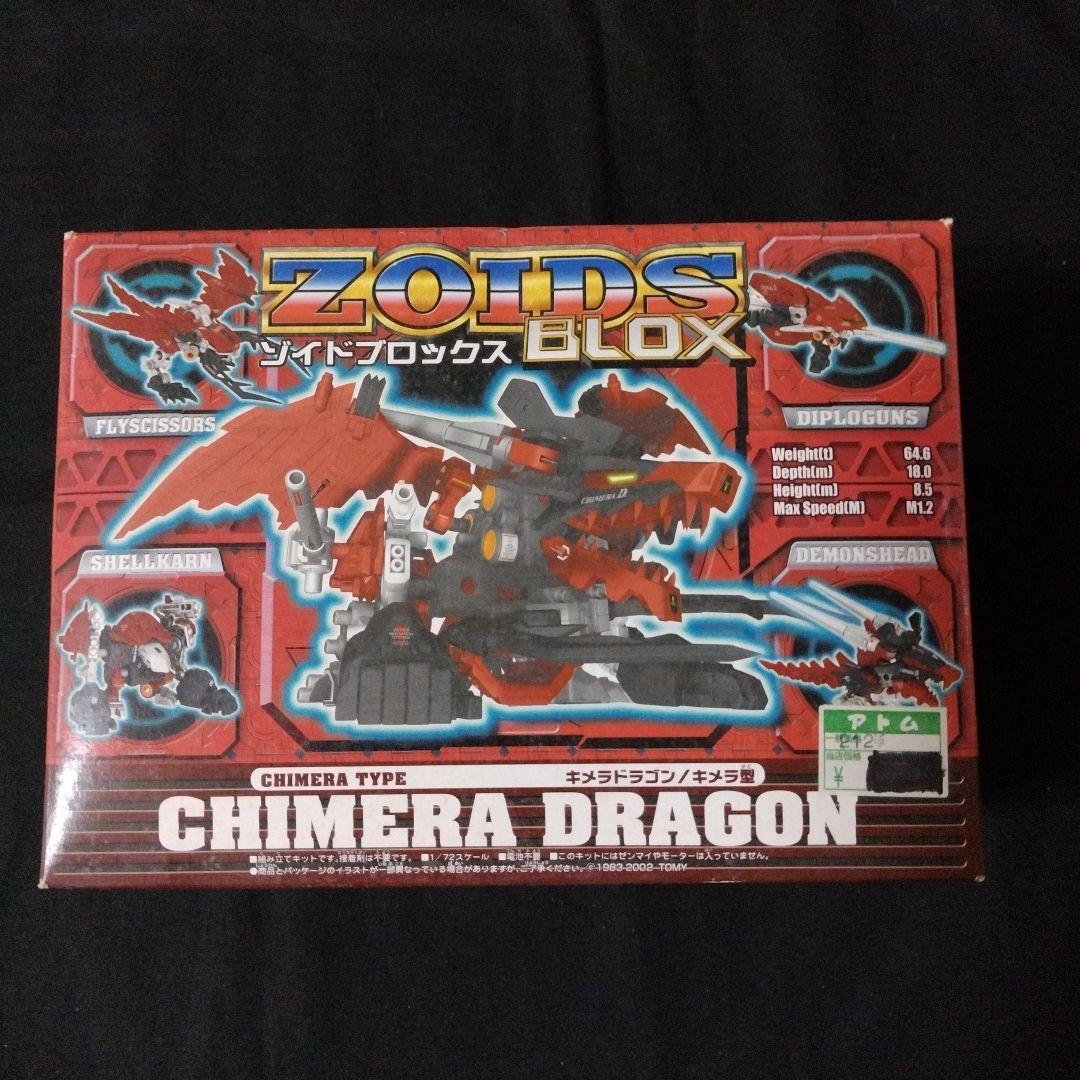 ZOIDS
BLOX
ゾイドブロックス
FLYSCISSORS
DIPLOGUNS
Weight(t) 64.6
Depth(m) 18.0
Height(m) 8.5
Max Speed(M) M1.2
CHIMERA D.
SHELLKARN
DEMONSHEAD
アトム
212
当店価格
¥
CHIMERA TYPE
キメラドラゴン/キメラ型
CHIMERA DRAGON
■組み立てキットです。接着剤は不要です。 ■1/72スケール ■電池不要 ■このキットにはゼンマイやモーターは入っていません。
●商品とパッケージのイラストが一部異なっている場合がありますが、ご了承ください。©1983-2002 TOMY